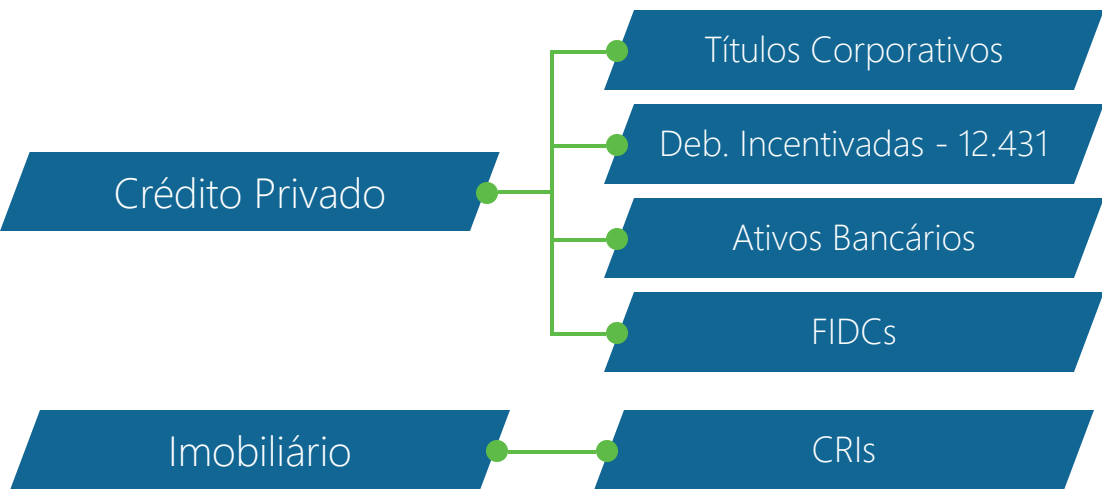 Títulos Corporativos
Deb. Incentivadas - 12.431
Crédito Privado
Ativos Bancários
FIDCs
Imobiliário
CRIs